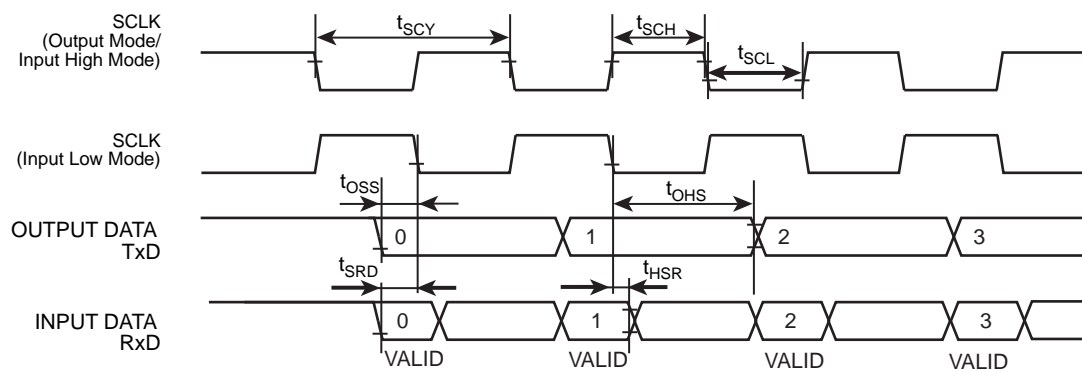 SCLK
(Output Mode/
Input High Mode)
tSCY
tSCH
tSCL
SCLK
(Input Low Mode)
tOSS
tOHS
OUTPUT DATA
TxD
0
1
2
3
tSRD
tHSR
INPUT DATA
RxD
0
1
2
3
VALID
VALID
VALID
VALID